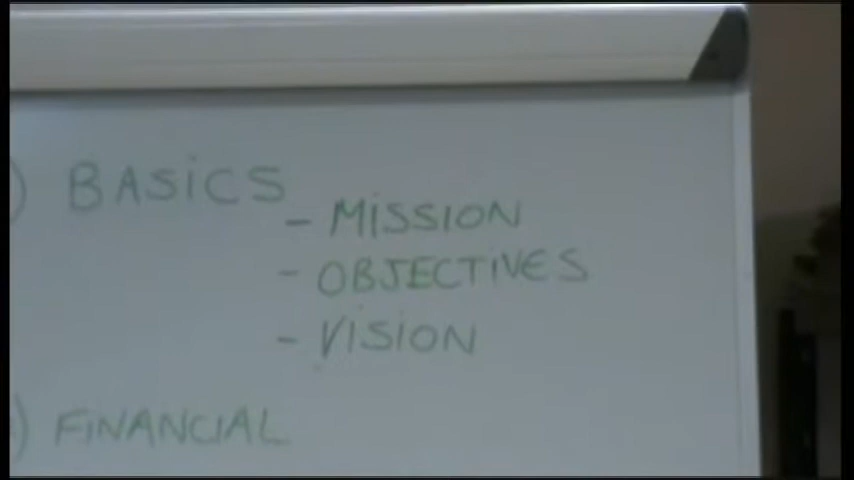 ) BASiCS
- MiSSION
- OBJECTiVES
- ViSiON
) FiNANCIAL